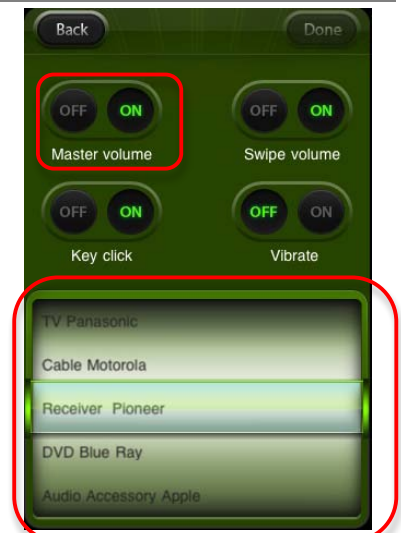 Back Done
OFF ON OFF ON
Master volume Swipe volume
OFF ON OFF ON
Key click Vibrate
TV Panasonic
Cable Motorola
Receiver Pioneer
DVD Blue Ray
Audio Accessory Apple